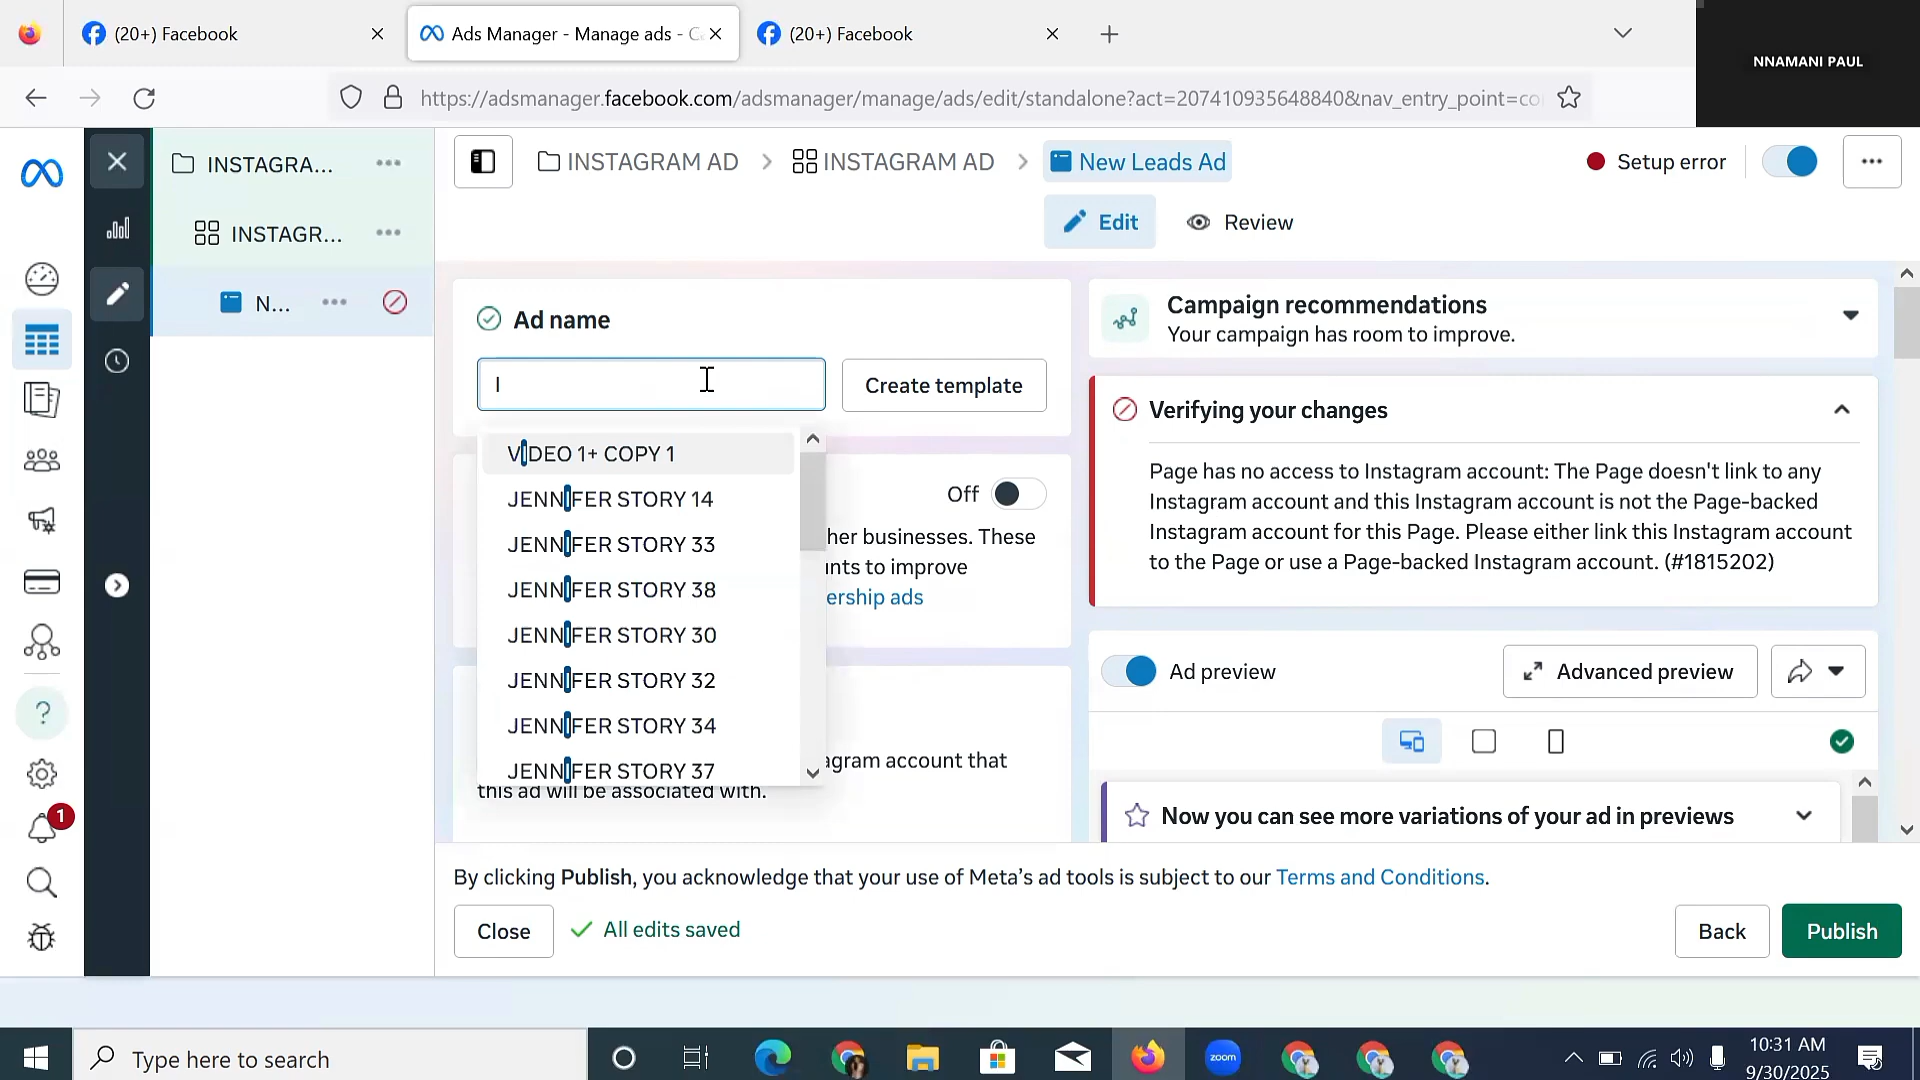 (20+) Facebook
Ads Manager - Manage ads - C
(20+) Facebook
NNAMANI PAUL
https://adsmanager.facebook.com/adsmanager/manage/ads/edit/standalone?act=207410935648840&nav_entry_point=co
INSTAGRA...
INSTAGR...
N...
INSTAGRAM AD
INSTAGRAM AD
New Leads Ad
Setup error
Edit
Review
Ad name
I
Create template
VIDEO 1+ COPY 1
JENNIFER STORY 14
JENNIFER STORY 33
JENNIFER STORY 38
JENNIFER STORY 30
JENNIFER STORY 32
JENNIFER STORY 34
JENNIFER STORY 37
Off
her businesses. These
unts to improve
ership ads
agram account that
this ad will be associated with.
Campaign recommendations
Your campaign has room to improve.
Verifying your changes
Page has no access to Instagram account: The Page doesn't link to any
Instagram account and this Instagram account is not the Page-backed
Instagram account for this Page. Please either link this Instagram account
to the Page or use a Page-backed Instagram account. (#1815202)
Ad preview
Advanced preview
Now you can see more variations of your ad in previews
1
By clicking Publish, you acknowledge that your use of Meta's ad tools is subject to our Terms and Conditions.
Close
All edits saved
Back
Publish
Type here to search
zoom
10:31 AM
9/30/2025